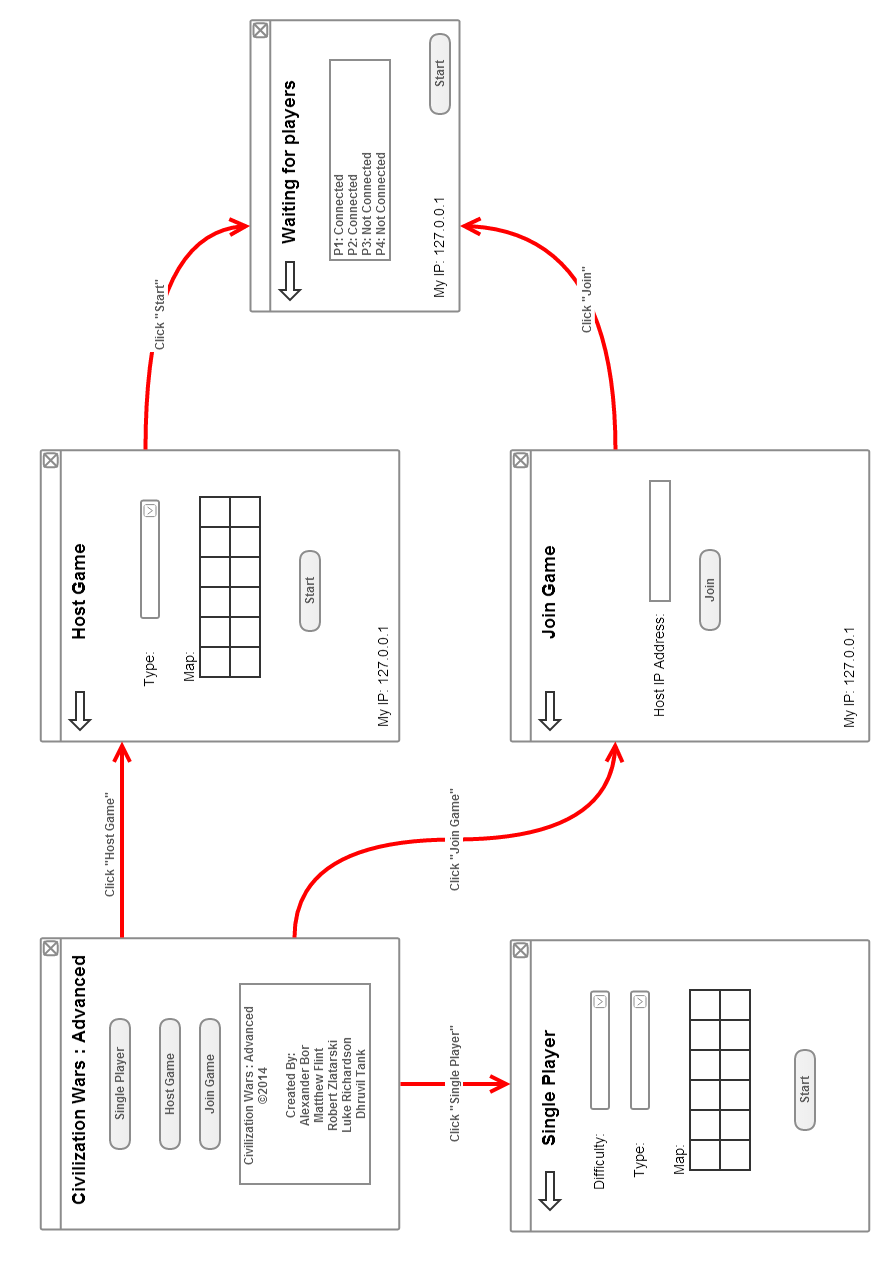 Civilization Wars : Advanced
Single Player
Host Game
Join Game
Civilization Wars : Advanced
©2014
Created By:
Alexander Bor
Matthew Flint
Robert Zlatarski
Luke Richardson
Dhruvil Tank
Click "Host Game"
Click "Join Game"
Click "Single Player"
Host Game
Type:
Map:
Start
My IP: 127.0.0.1
Click "Start"
Waiting for players
P1: Connected
P2: Connected
P3: Not Connected
P4: Not Connected
Start
My IP: 127.0.0.1
Single Player
Difficulty:
Type:
Map:
Start
Join Game
Host IP Address:
Join
My IP: 127.0.0.1
Click "Join"